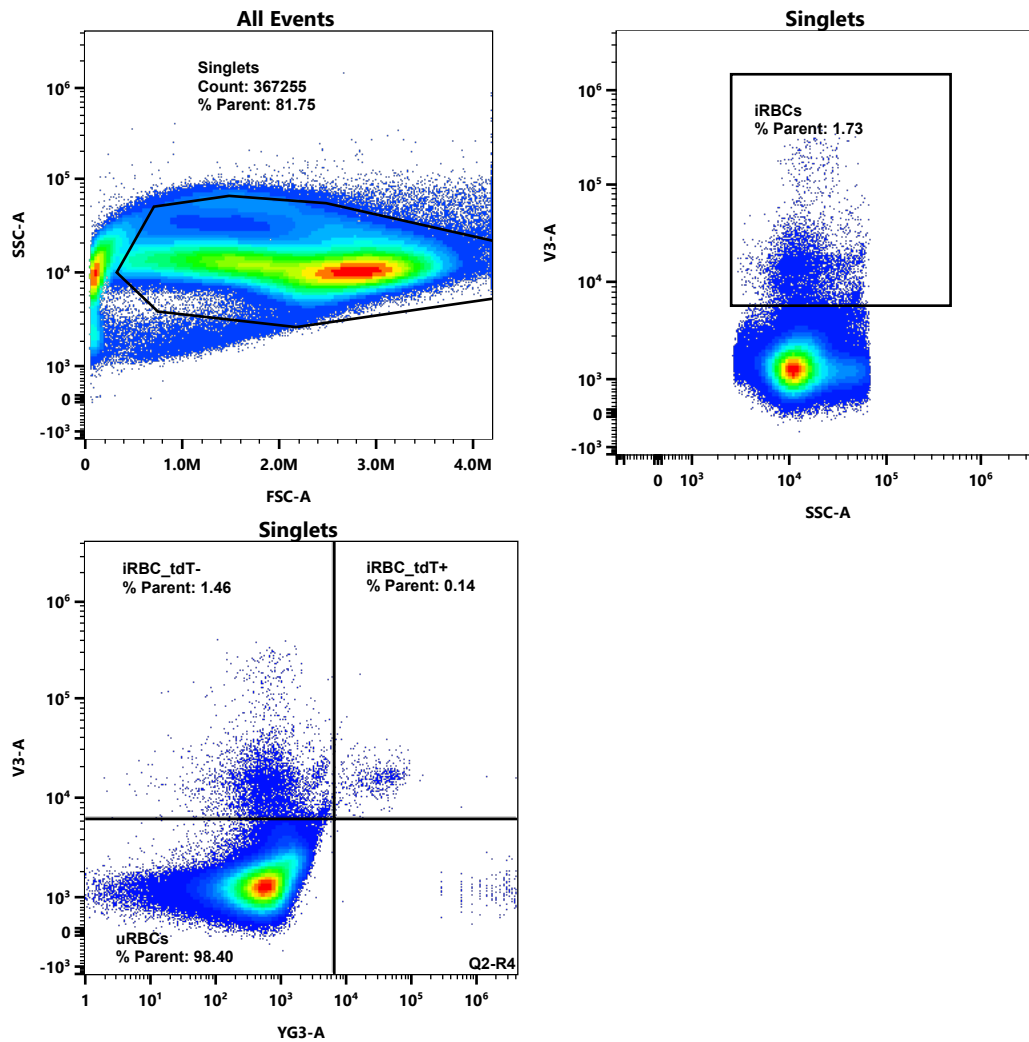 All Events
Singlets
Count: 367255
% Parent: 81.75
10⁶
10⁵
10⁴
10³
0
-10³
SSC-A
0
1.0M
2.0M
3.0M
4.0M
FSC-A
Singlets
iRBCs
% Parent: 1.73
10⁶
10⁵
10⁴
10³
0
-10³
V3-A
0
10³
10⁴
10⁵
10⁶
SSC-A
Singlets
iRBC_tdT-
% Parent: 1.46
iRBC_tdT+
% Parent: 0.14
10⁶
10⁵
10⁴
10³
0
-10³
V3-A
uRBCs
% Parent: 98.40
Q2-R4
1
10²
10³
10⁴
10⁵
10⁶
YG3-A